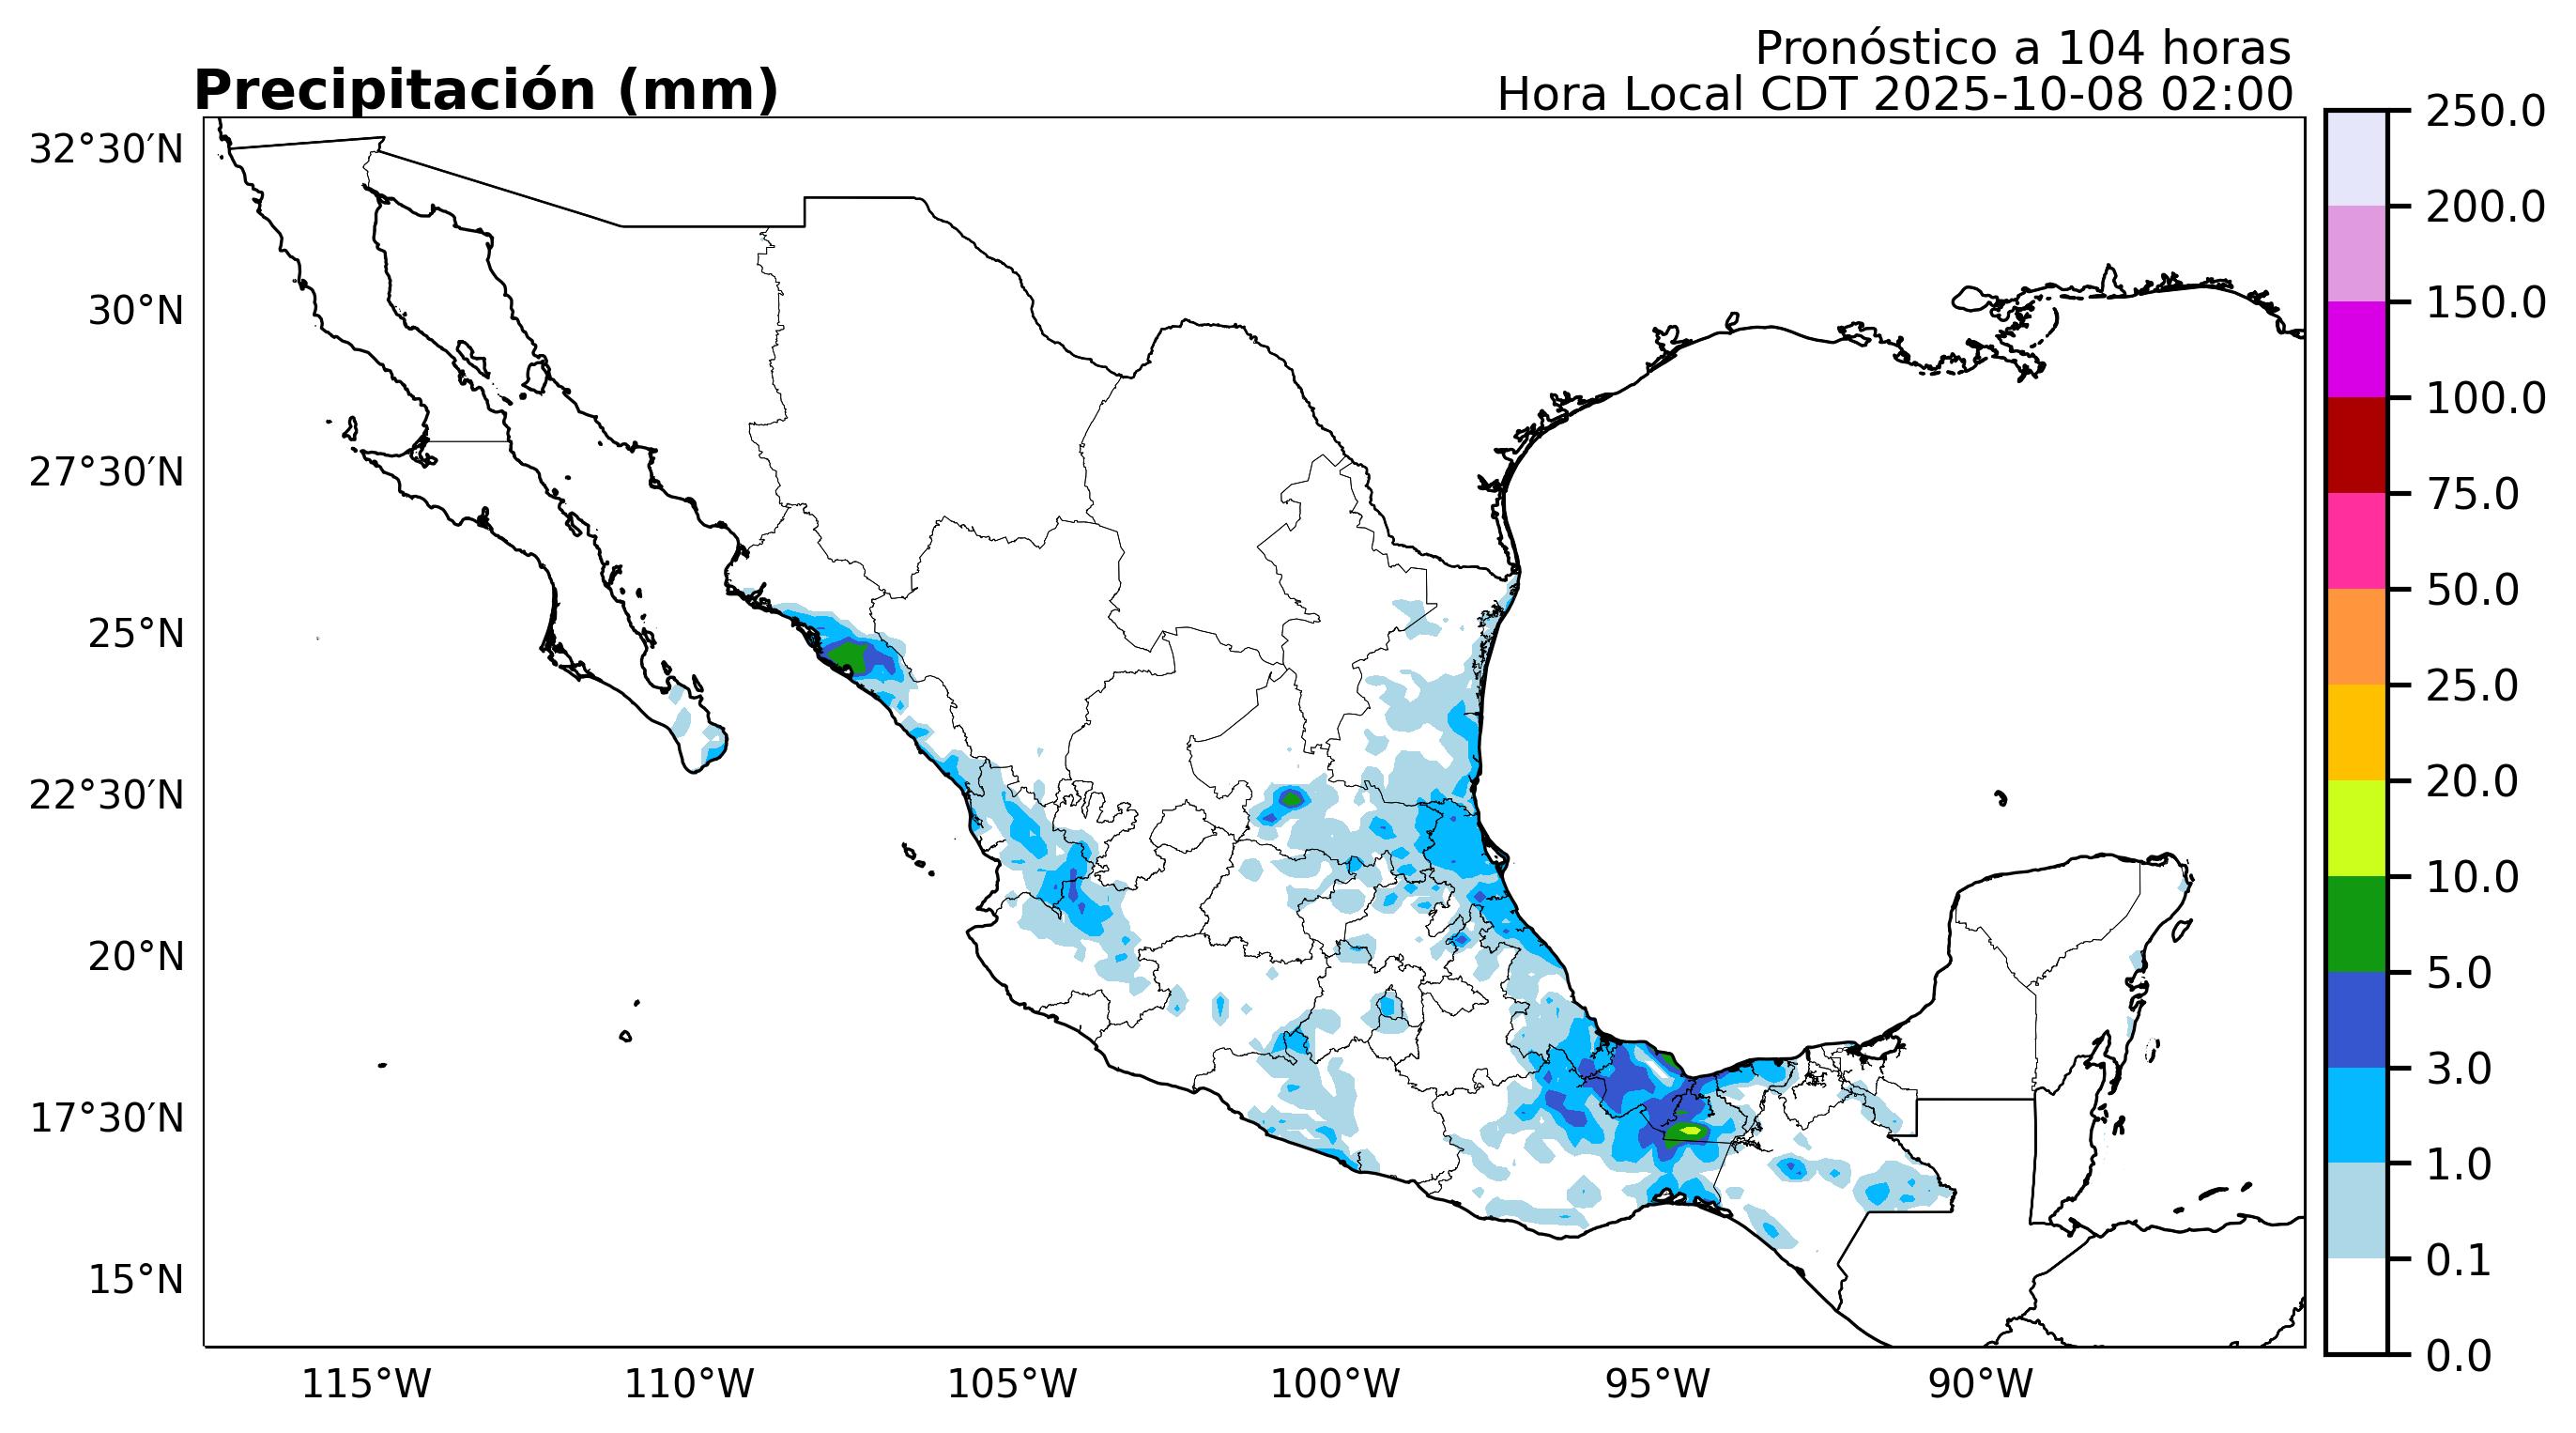 Pronóstico a 104 horas
Precipitación (mm)
Hora Local CDT 2025-10-08 02:00
32°30′N
30°N
27°30′N
25°N
22°30′N
20°N
17°30′N
15°N
115°W
110°W
105°W
100°W
95°W
90°W
250.0
200.0
150.0
100.0
75.0
50.0
25.0
20.0
10.0
5.0
3.0
1.0
0.1
0.0